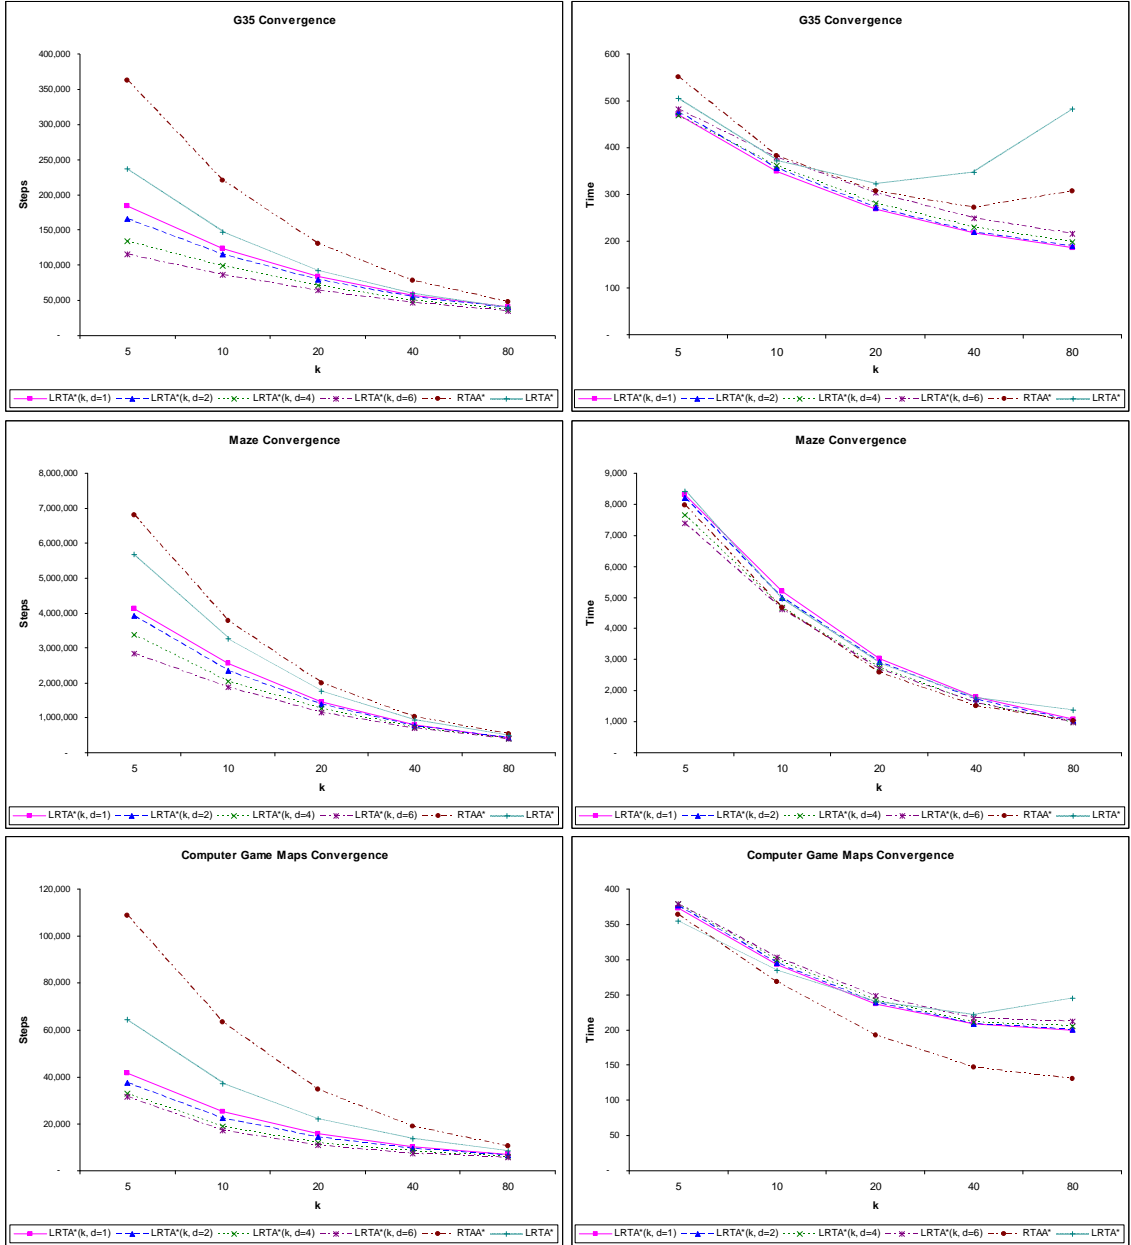 G35 Convergence
400,000
350,000
300,000
250,000
200,000
150,000
100,000
50,000
-
Steps
5 10 20 40 80
k
LRTA*(k, d=1) LRTA*(k, d=2) LRTA*(k, d=4) LRTA*(k, d=6) RTAA* LRTA*
G35 Convergence
600
500
400
300
200
100
-
Time
5 10 20 40 80
k
LRTA*(k, d=1) LRTA*(k, d=2) LRTA*(k, d=4) LRTA*(k, d=6) RTAA* LRTA*
Maze Convergence
8,000,000
7,000,000
6,000,000
5,000,000
4,000,000
3,000,000
2,000,000
1,000,000
-
Steps
5 10 20 40 80
k
LRTA*(k, d=1) LRTA*(k, d=2) LRTA*(k, d=4) LRTA*(k, d=6) RTAA* LRTA*
Maze Convergence
9,000
8,000
7,000
6,000
5,000
4,000
3,000
2,000
1,000
-
Time
5 10 20 40 80
k
LRTA*(k, d=1) LRTA*(k, d=2) LRTA*(k, d=4) LRTA*(k, d=6) RTAA* LRTA*
Computer Game Maps Convergence
120,000
100,000
80,000
60,000
40,000
20,000
-
Steps
5 10 20 40 80
k
LRTA*(k, d=1) LRTA*(k, d=2) LRTA*(k, d=4) LRTA*(k, d=6) RTAA* LRTA*
Computer Game Maps Convergence
400
350
300
250
200
150
100
50
-
Time
5 10 20 40 80
k
LRTA*(k, d=1) LRTA*(k, d=2) LRTA*(k, d=4) LRTA*(k, d=6) RTAA* LRTA*